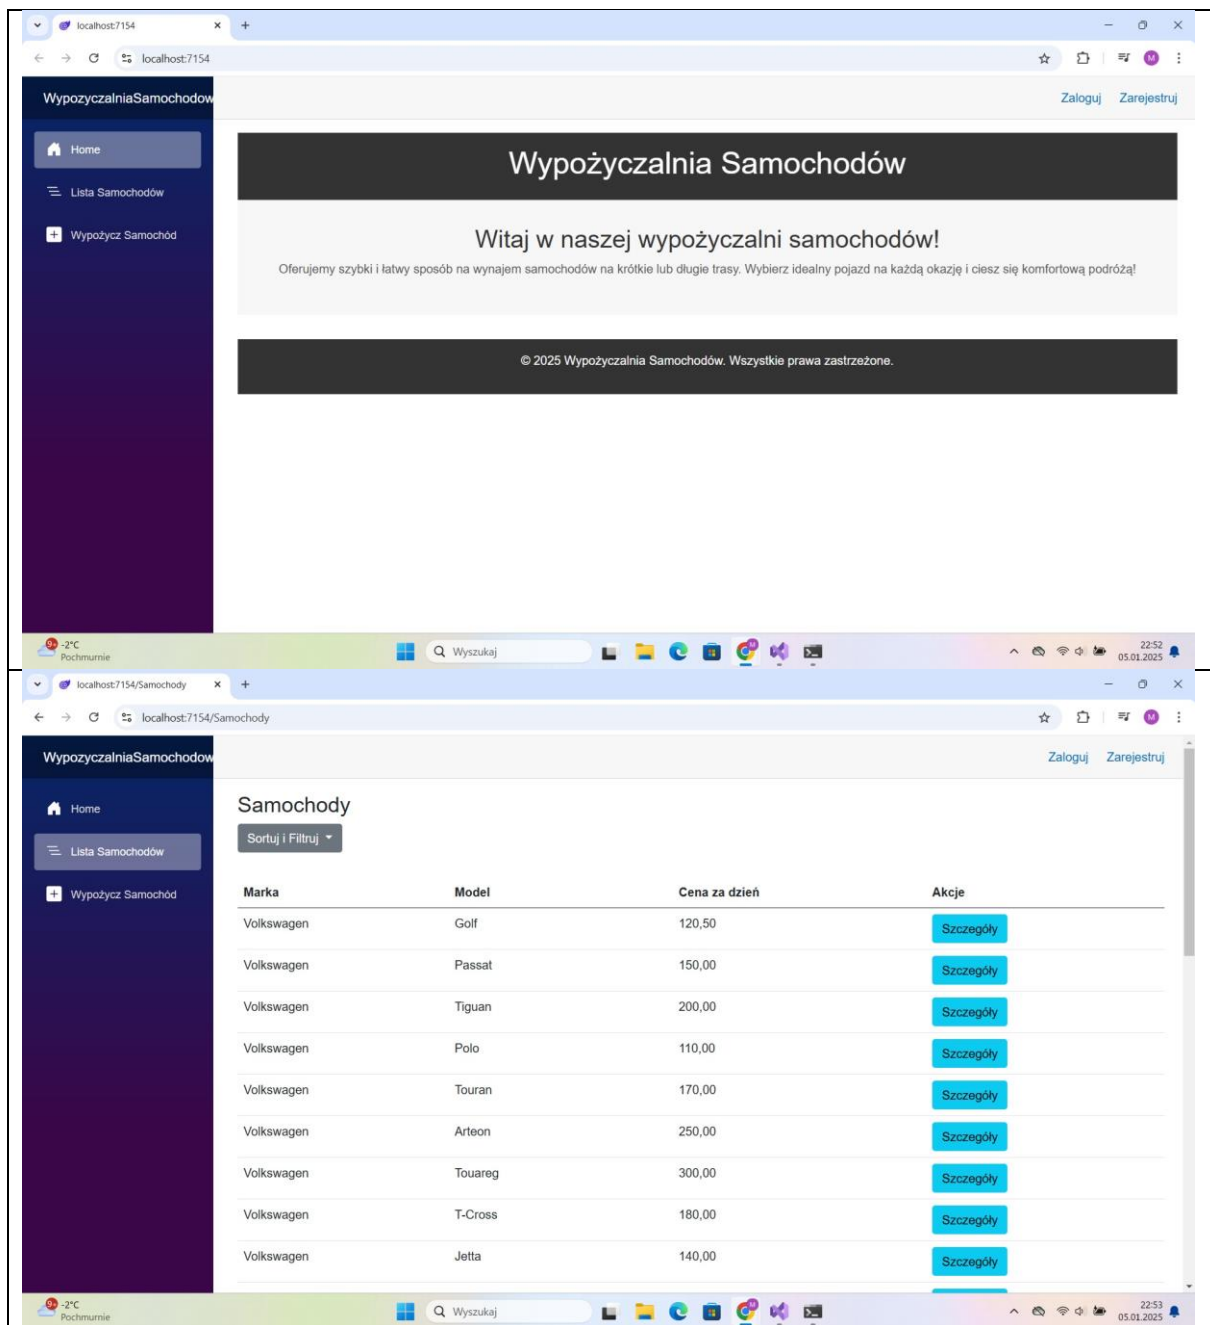 localhost:7154
localhost:7154
M
WypozyczalniaSamochodow
Zaloguj Zarejestruj
Home
Lista Samochodów
Wypożycz Samochód
Wypożyczalnia Samochodów
Witaj w naszej wypożyczalni samochodów!
Oferujemy szybki i łatwy sposób na wynajem samochodów na krótkie lub długie trasy. Wybierz idealny pojazd na każdą okazję i ciesz się komfortową podróżą!
© 2025 Wypożyczalnia Samochodów. Wszystkie prawa zastrzeżone.
9+ -2°C
Pochmurnie
Wyszukaj
22:52
05.01.2025
localhost:7154/Samochody
localhost:7154/Samochody
M
WypozyczalniaSamochodow
Zaloguj Zarejestruj
Home
Lista Samochodów
Wypożycz Samochód
Samochody
Sortuj i Filtruj
Marka Model Cena za dzień Akcje
Volkswagen Golf 120,50 Szczegóły
Volkswagen Passat 150,00 Szczegóły
Volkswagen Tiguan 200,00 Szczegóły
Volkswagen Polo 110,00 Szczegóły
Volkswagen Touran 170,00 Szczegóły
Volkswagen Arteon 250,00 Szczegóły
Volkswagen Touareg 300,00 Szczegóły
Volkswagen T-Cross 180,00 Szczegóły
Volkswagen Jetta 140,00 Szczegóły
9+ -2°C
Pochmurnie
Wyszukaj
22:53
05.01.2025